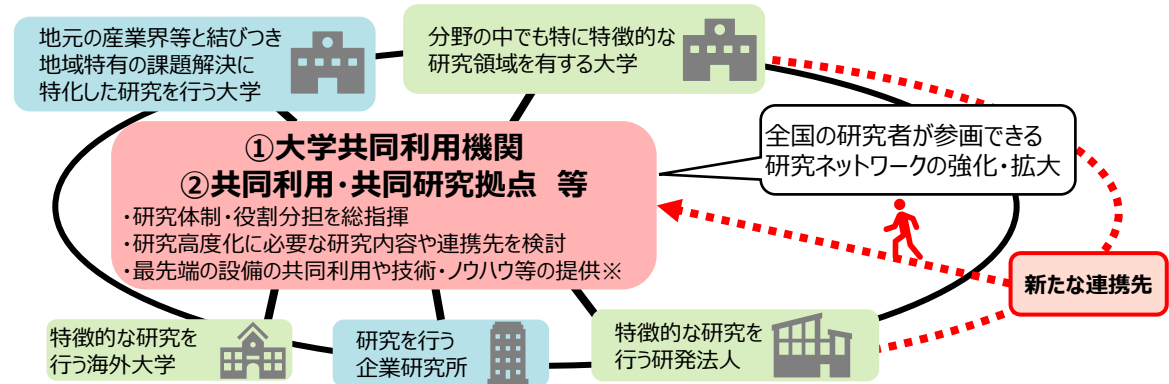 地元の産業界等と結びつき
地域特有の課題解決に
特化した研究を行う大学
分野の中でも特に特徴的な
研究領域を有する大学
全国の研究者が参画できる
研究ネットワークの強化・拡大
①大学共同利用機関
②共同利用・共同研究拠点 等
・研究体制・役割分担を総指揮
・研究高度化に必要な研究内容や連携先を検討
・最先端の設備の共同利用や技術・ノウハウ等の提供※
新たな連携先
特徴的な研究を
行う海外大学
研究を行う
企業研究所
特徴的な研究を
行う研発法人